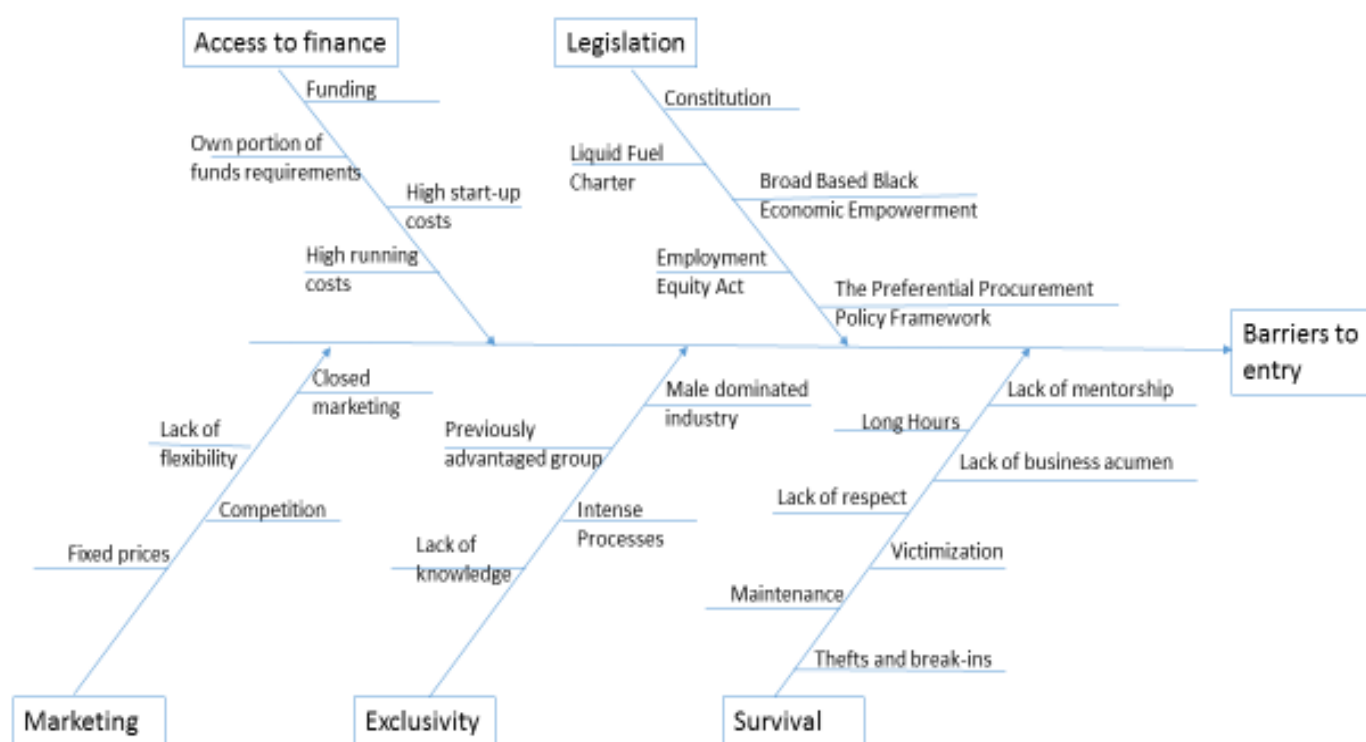 Access to finance
Legislation
Funding
Own portion of
funds requirements
High start-up
costs
High running
costs
Constitution
Liquid Fuel
Charter
Broad Based Black
Economic Empowerment
Employment
Equity Act
The Preferential Procurement
Policy Framework
Barriers to
entry
Closed
marketing
Lack of
flexibility
Competition
Fixed prices
Male dominated
industry
Previously
advantaged group
Intense
Processes
Lack of
knowledge
Lack of mentorship
Long Hours
Lack of business acumen
Lack of respect
Victimization
Maintenance
Thefts and break-ins
Marketing
Exclusivity
Survival